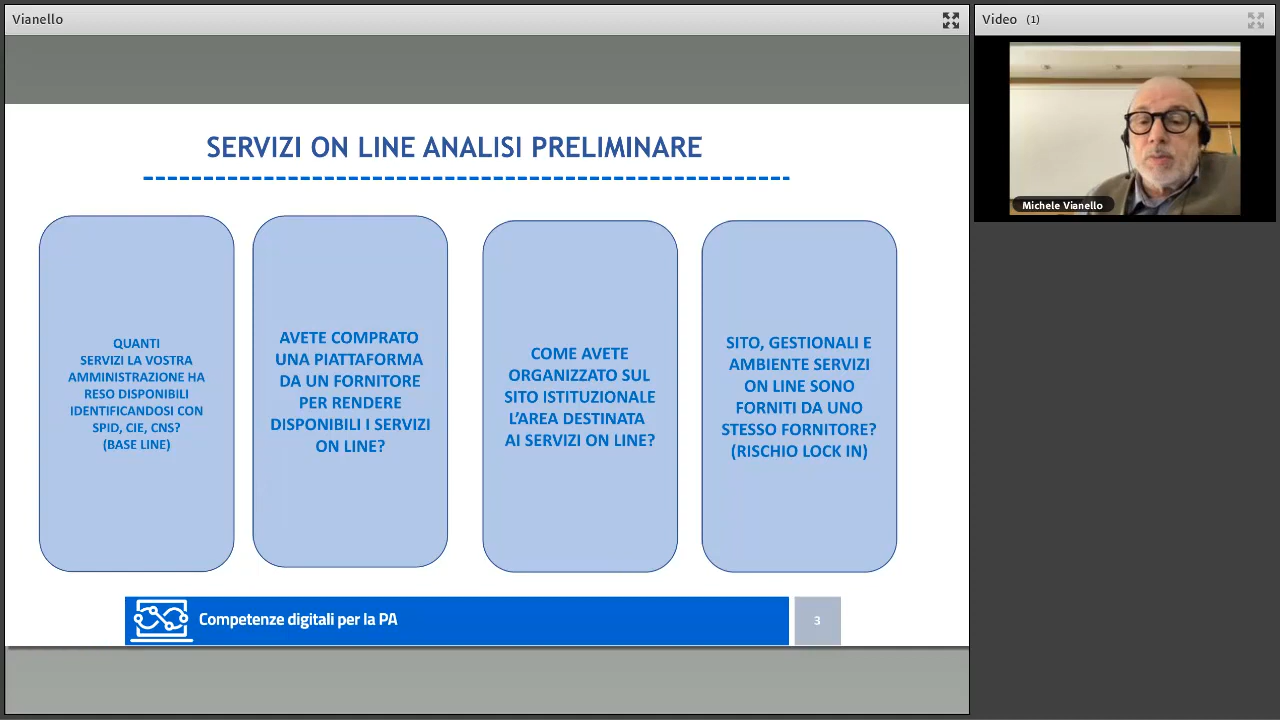 Vianello
Video (1)
Michele Vianello
SERVIZI ON LINE ANALISI PRELIMINARE
QUANTI
SERVIZI LA VOSTRA
AMMINISTRAZIONE HA
RESO DISPONIBILI
IDENTIFICANDOSI CON
SPID, CIE, CNS?
(BASE LINE)
AVETE COMPRATO
UNA PIATTAFORMA
DA UN FORNITORE
PER RENDERE
DISPONIBILI I SERVIZI
ON LINE?
COME AVETE
ORGANIZZATO SUL
SITO ISTITUZIONALE
L’AREA DESTINATA
AI SERVIZI ON LINE?
SITO, GESTIONALI E
AMBIENTE SERVIZI
ON LINE SONO
FORNITI DA UNO
STESSO FORNITORE?
(RISCHIO LOCK IN)
Competenze digitali per la PA
3